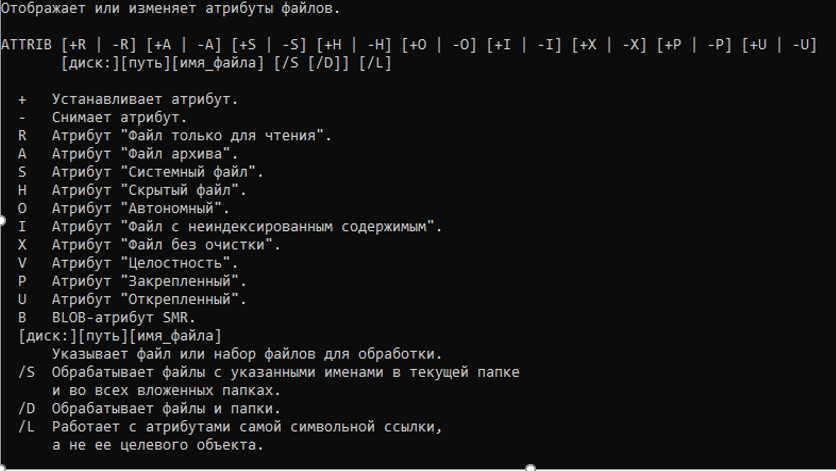 Отображает или изменяет атрибуты файлов.
ATTRIB [+R | -R] [+A | -A] [+S | -S] [+H | -H] [+O | -O] [+I | -I] [+X | -X] [+P | -P] [+U | -U]
[диск:][путь][имя_файла] [/S [/D]] [/L]
+ Устанавливает атрибут.
- Снимает атрибут.
R Атрибут "Файл только для чтения".
A Атрибут "Файл архива".
S Атрибут "Системный файл".
H Атрибут "Скрытый файл".
O Атрибут "Автономный".
I Атрибут "Файл с неиндексированным содержимым".
X Атрибут "Файл без очистки".
V Атрибут "Целостность".
P Атрибут "Закрепленный".
U Атрибут "Открепленный".
B BLOB-атрибут SMR.
[диск:][путь][имя_файла]
Указывает файл или набор файлов для обработки.
/S Обрабатывает файлы с указанными именами в текущей папке
и во всех вложенных папках.
/D Обрабатывает файлы и папки.
/L Работает с атрибутами самой символьной ссылки,
а не ее целевого объекта.